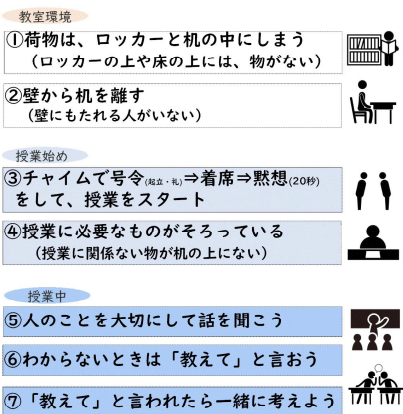 教室環境
①荷物は、ロッカーと机の中にしまう
（ロッカーの上や床の上には、物がない）
②壁から机を離す
（壁にもたれる人がいない）
授業始め
③チャイムで号令(起立・礼)⇒着席⇒黙想(20秒)
をして、授業をスタート
④授業に必要なものがそろっている
（授業に関係ない物が机の上にない）
授業中
⑤人のことを大切にして話を聞こう
⑥わからないときは「教えて」と言おう
⑦「教えて」と言われたら一緒に考えよう